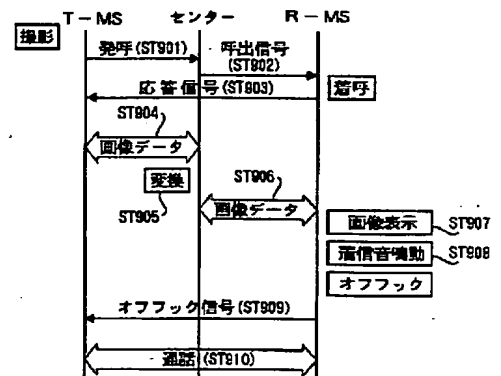 T－MS センター R－MS
撮影
発呼(ST901)
呼出信号
(ST902)
応答信号(ST903)
着呼
ST904
画像データ
変換
ST905
ST906
画像データ
画像表示 ST907
着信音鳴動 ST908
オフフック
オフフック信号(ST909)
通話(ST910)